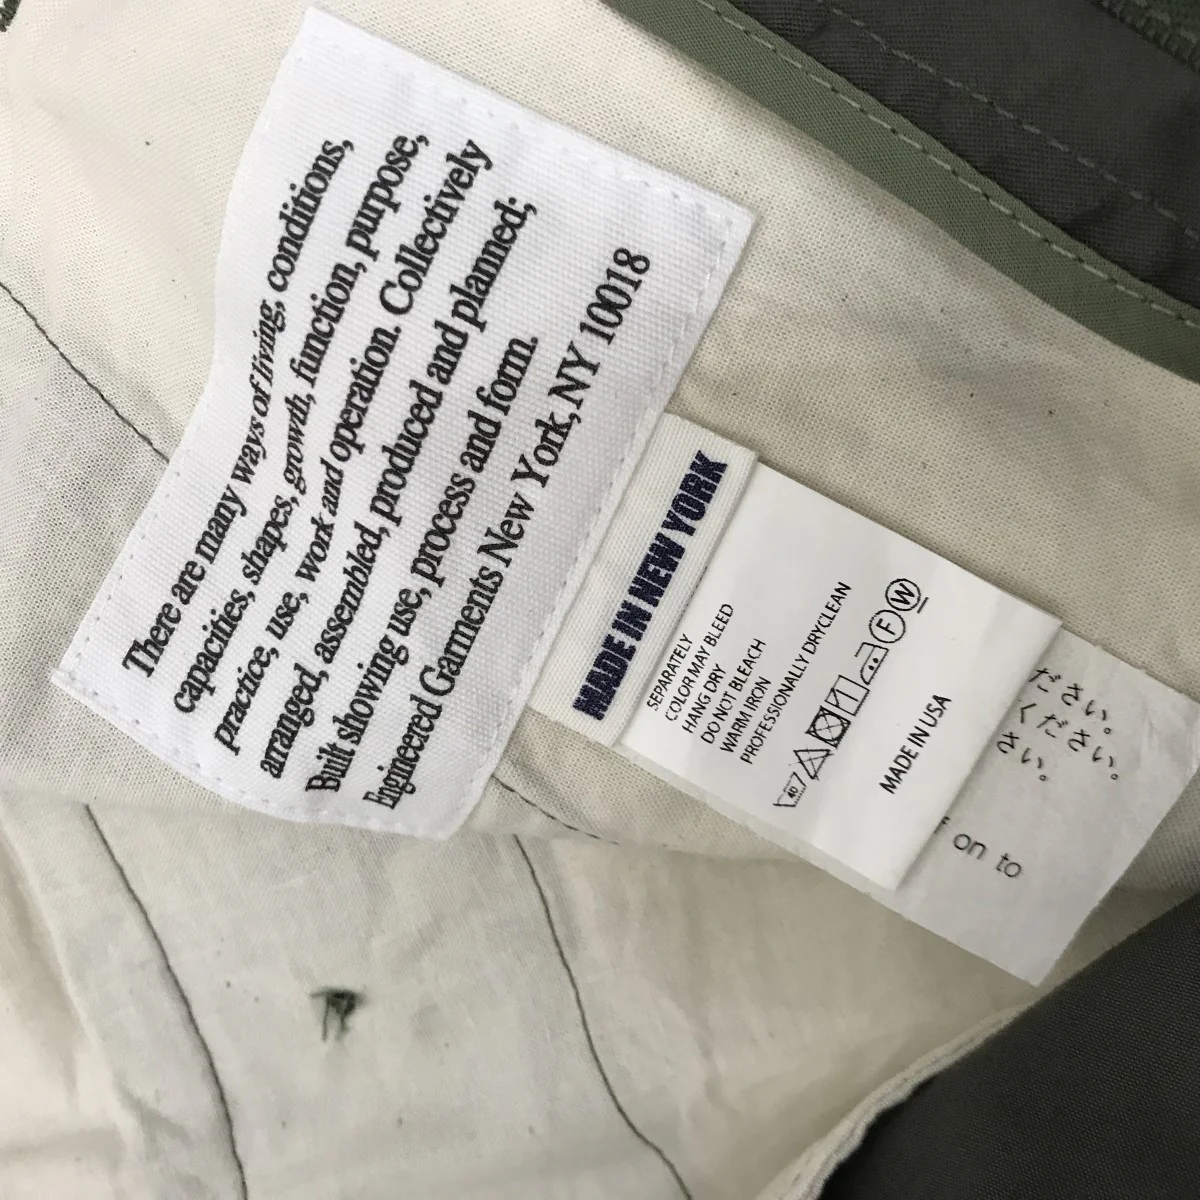 There are many ways of living, conditions,
capacities, shapes, growth, function, purpose,
practice, use, work and operation. Collectively
arranged, assembled, produced and planned;
Built showing use, process and form.
Engineered Garments New York, NY 10018
MADE IN NEW YORK
SEPARATELY
COLOR MAY BLEED
HANG DRY
DO NOT BLEACH
WARM IRON
PROFESSIONALLY DRYCLEAN
40 F W
MADE IN USA
ださい。
ください。
さい。
on to